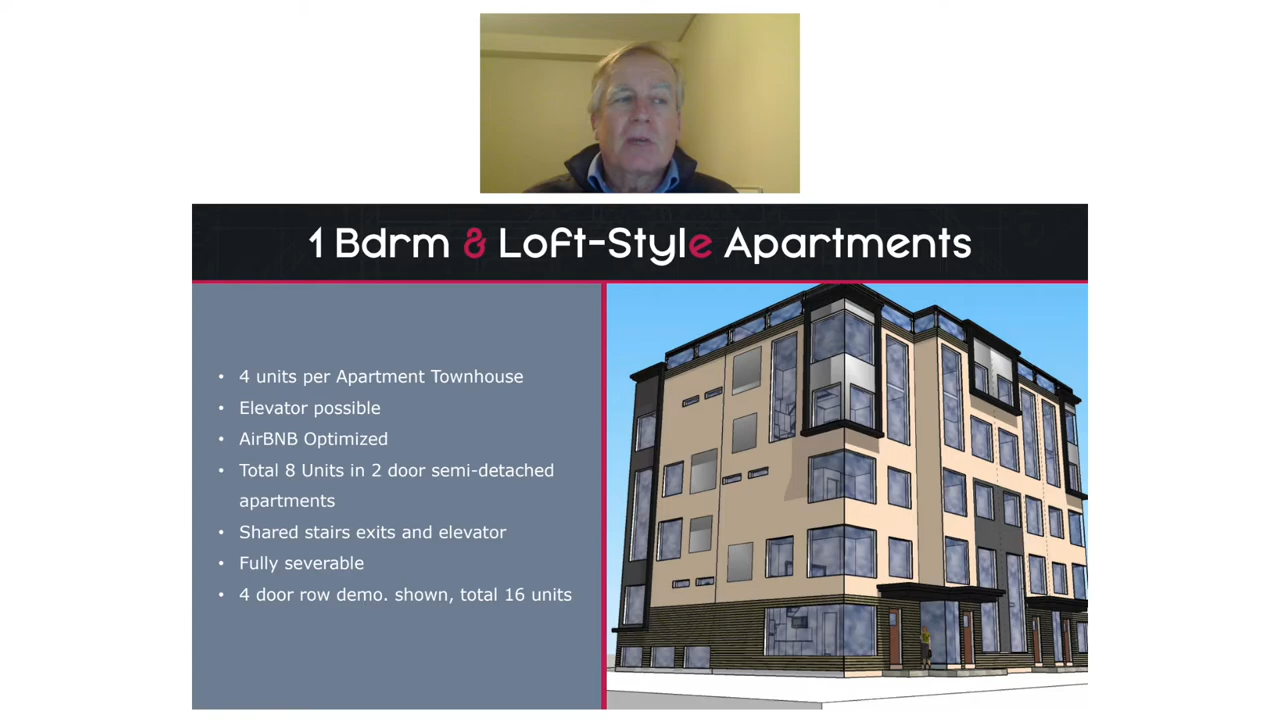 1 Bdrm & Loft-Style Apartments
• 4 units per Apartment Townhouse
• Elevator possible
• AirBNB Optimized
• Total 8 Units in 2 door semi-detached
apartments
• Shared stairs exits and elevator
• Fully severable
• 4 door row demo. shown, total 16 units